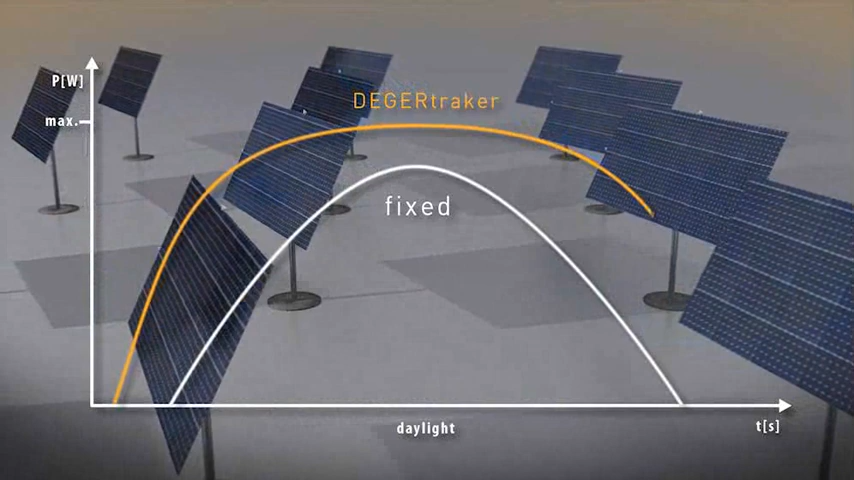 P[W]
DEGERtraker
max.
fixed
daylight
t[s]